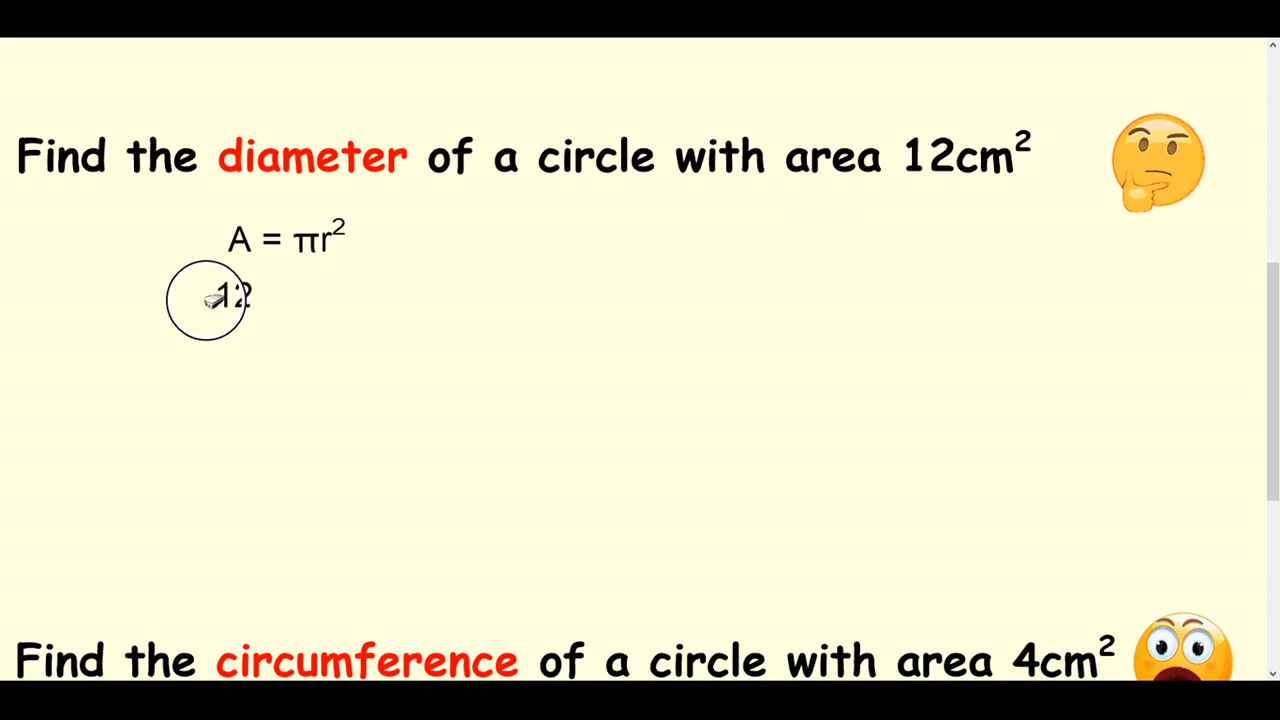 Find the diameter of a circle with area 12cm²
A = πr²
12
Find the circumference of a circle with area 4cm²